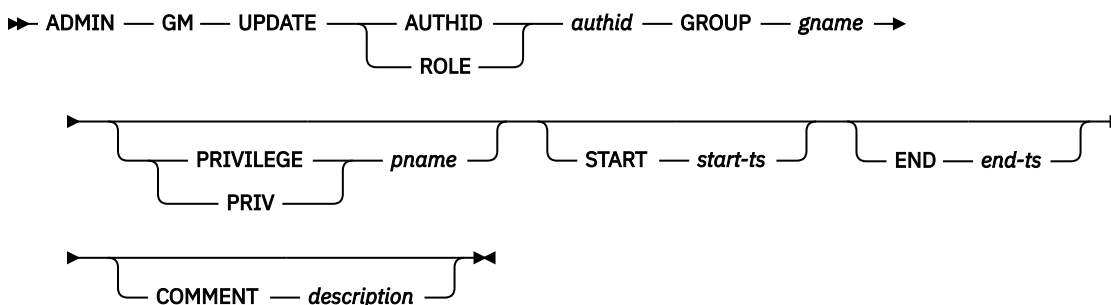 ADMIN GM UPDATE AUTHID authid GROUP gname
ROLE
PRIVILEGE pname START start-ts END end-ts
PRIV
COMMENT description